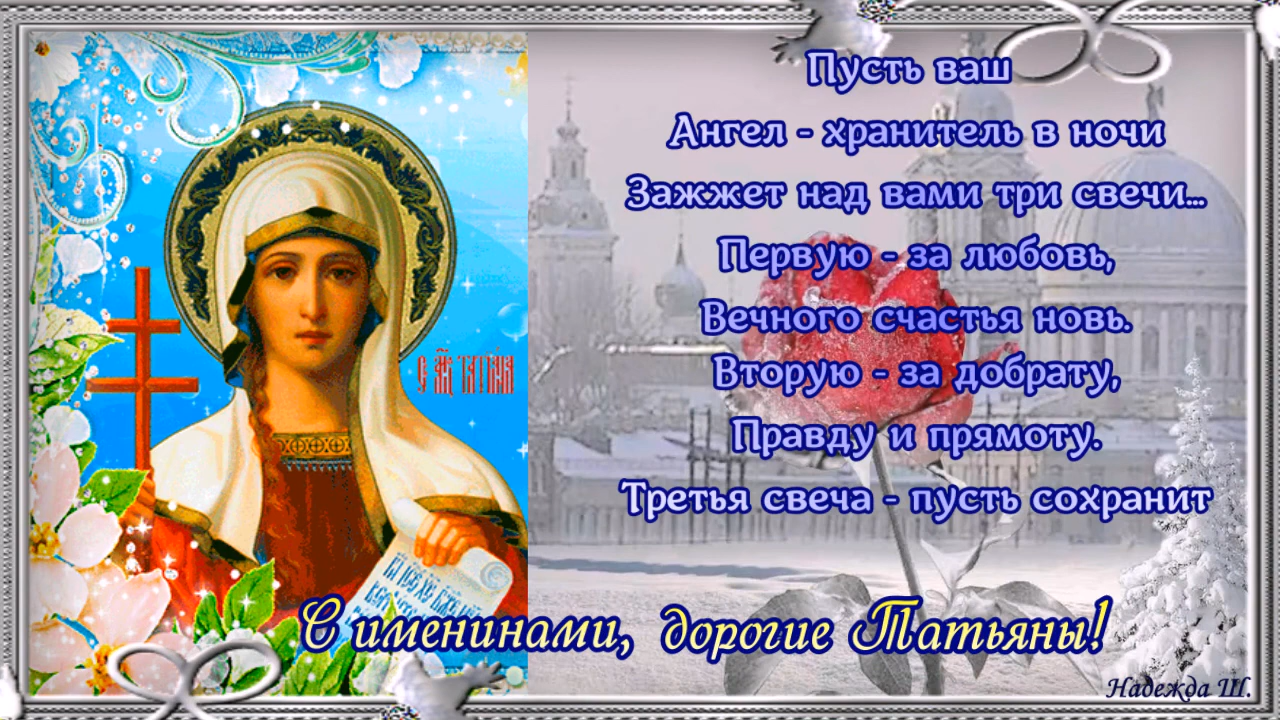 Пусть ваш
Ангел - хранитель в ночи
Зажжет над вами три свечи...
Первую - за любовь,
Вечного счастья новь.
Вторую - за доброту,
Правду и прямоту.
Третья свеча - пусть сохранит
С именинами, дорогие Татьяны!
Надежда Ш.